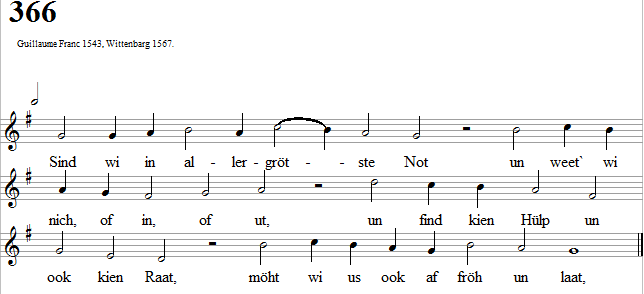 366
Guillaume Franc 1543, Wittenbarg 1567.
Sind wi in al - ler - gröt - - ste Not un weet` wi
nich, of in, of ut, un find kien Hülp un
ook kien Raat, möht wi us ook af fröh un laat,